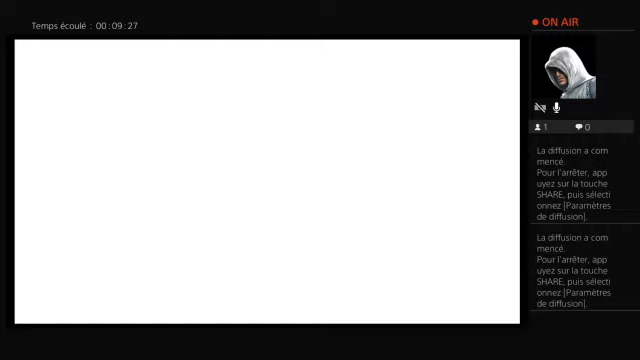 Temps écoulé : 00:09:27
ON AIR
1 0
La diffusion a com
mencé.
Pour l'arrêter, app
uyez sur la touche
SHARE, puis sélecti
onnez [Paramètres
de diffusion].
La diffusion a com
mencé.
Pour l'arrêter, app
uyez sur la touche
SHARE, puis sélecti
onnez [Paramètres
de diffusion].